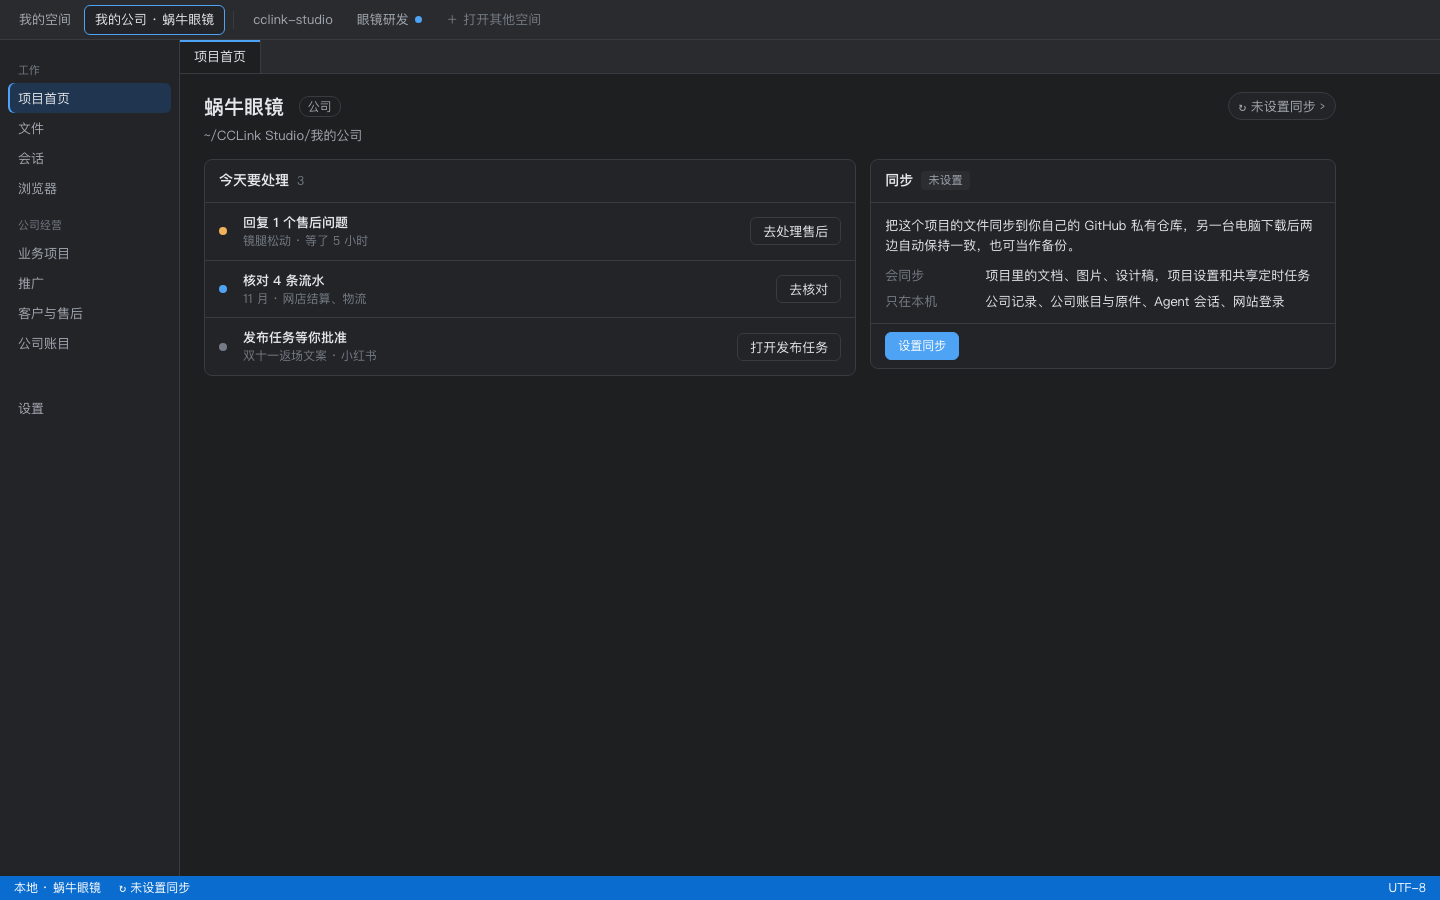 我的空间
我的公司 · 蜗牛眼镜
cclink-studio
眼镜研发
+ 打开其他空间
工作
项目首页
文件
会话
浏览器
公司经营
业务项目
推广
客户与售后
公司账目
设置
项目首页
蜗牛眼镜 公司
↻ 未设置同步 ›
~/CCLink Studio/我的公司
今天要处理 3
回复 1 个售后问题
镜腿松动 · 等了 5 小时
去处理售后
核对 4 条流水
11 月 · 网店结算、物流
去核对
发布任务等你批准
双十一返场文案 · 小红书
打开发布任务
同步 未设置
把这个项目的文件同步到你自己的 GitHub 私有仓库，另一台电脑下载后两
边自动保持一致，也可当作备份。
会同步 项目里的文档、图片、设计稿，项目设置和共享定时任务
只在本机 公司记录、公司账目与原件、Agent 会话、网站登录
设置同步
本地 · 蜗牛眼镜 ↻ 未设置同步
UTF-8